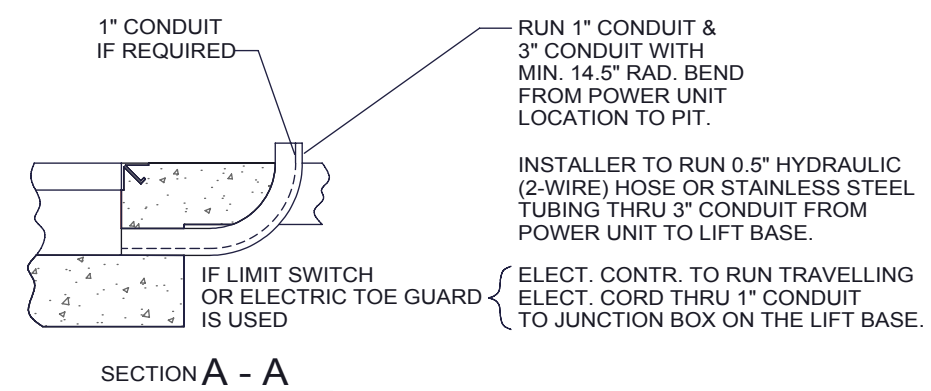 1" CONDUIT
IF REQUIRED
RUN 1" CONDUIT &
3" CONDUIT WITH
MIN. 14.5" RAD. BEND
FROM POWER UNIT
LOCATION TO PIT.
INSTALLER TO RUN 0.5" HYDRAULIC
(2-WIRE) HOSE OR STAINLESS STEEL
TUBING THRU 3" CONDUIT FROM
POWER UNIT TO LIFT BASE.
IF LIMIT SWITCH
OR ELECTRIC TOE GUARD
IS USED
ELECT. CONTR. TO RUN TRAVELLING
ELECT. CORD THRU 1" CONDUIT
TO JUNCTION BOX ON THE LIFT BASE.
SECTION A - A